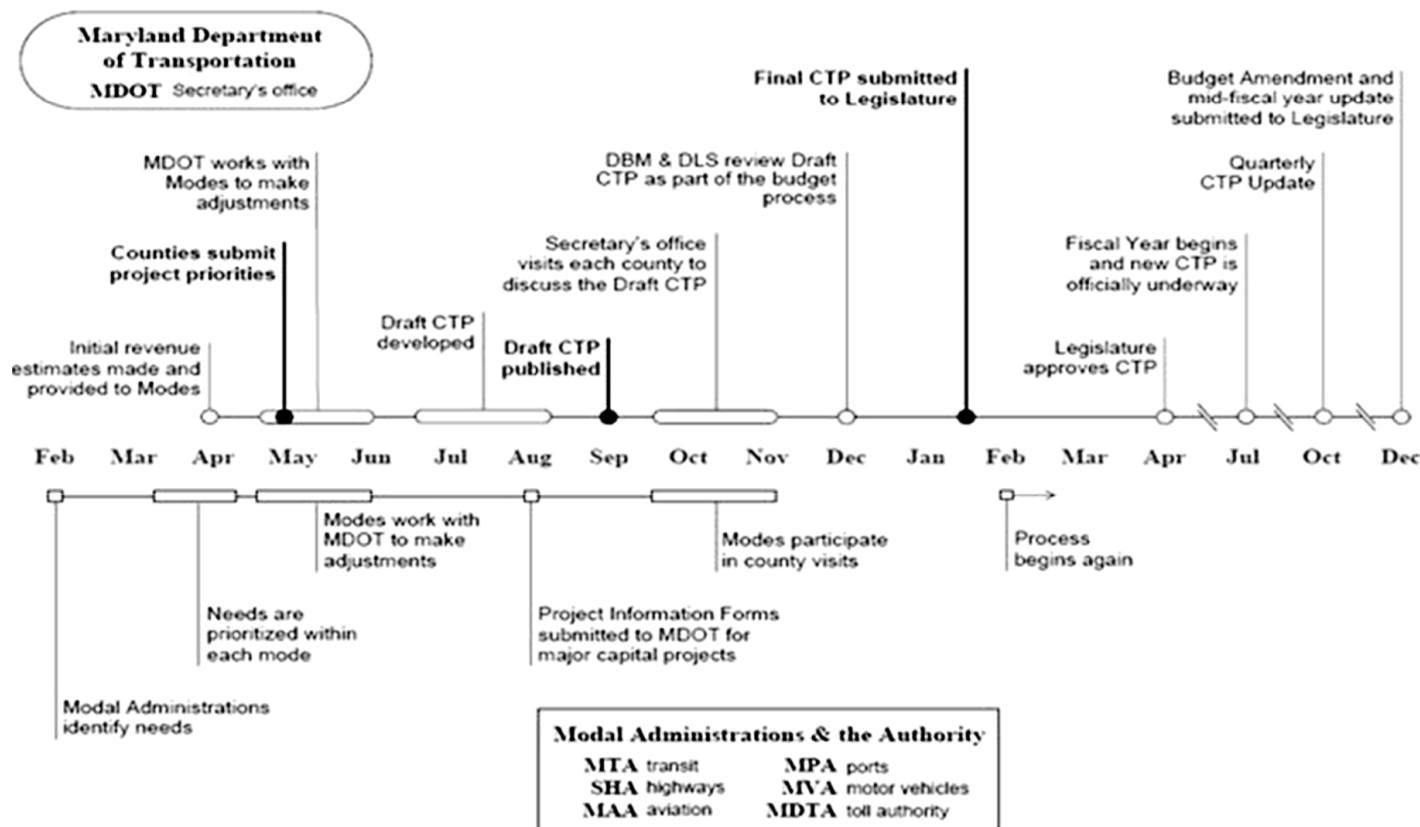 Maryland Department
of Transportation
MDOT Secretary's office
Final CTP submitted
to Legislature
Budget Amendment and
mid-fiscal year update
submitted to Legislature
MDOT works with
Modes to make
adjustments
DBM & DLS review Draft
CTP as part of the budget
process
Quarterly
CTP Update
Counties submit
project priorities
Secretary's office
visits each county to
discuss the Draft CTP
Fiscal Year begins
and new CTP is
officially underway
Initial revenue
estimates made and
provided to Modes
Draft CTP
developed
Draft CTP
published
Legislature
approves CTP
Feb Mar Apr May Jun Jul Aug Sep Oct Nov Dec Jan Feb Mar Apr Jul Oct Dec
Modes work with
MDOT to make
adjustments
Modes participate
in county visits
Process
begins again
Needs are
prioritized within
each mode
Project Information Forms
submitted to MDOT for
major capital projects
Modal Administrations
identify needs
Modal Administrations & the Authority
MTA transit MPA ports
SHA highways MVA motor vehicles
MAA aviation MDTA toll authority